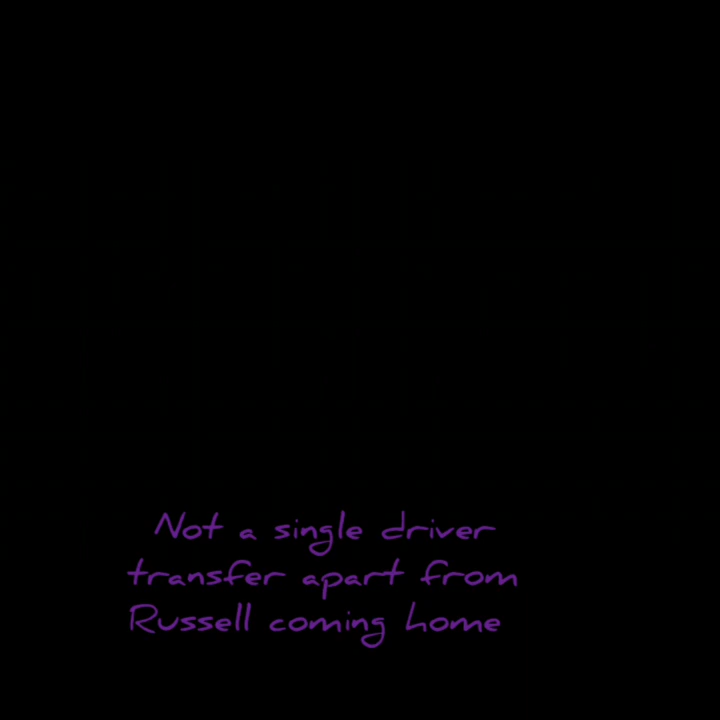 Not a single driver
transfer apart from
Russell coming home